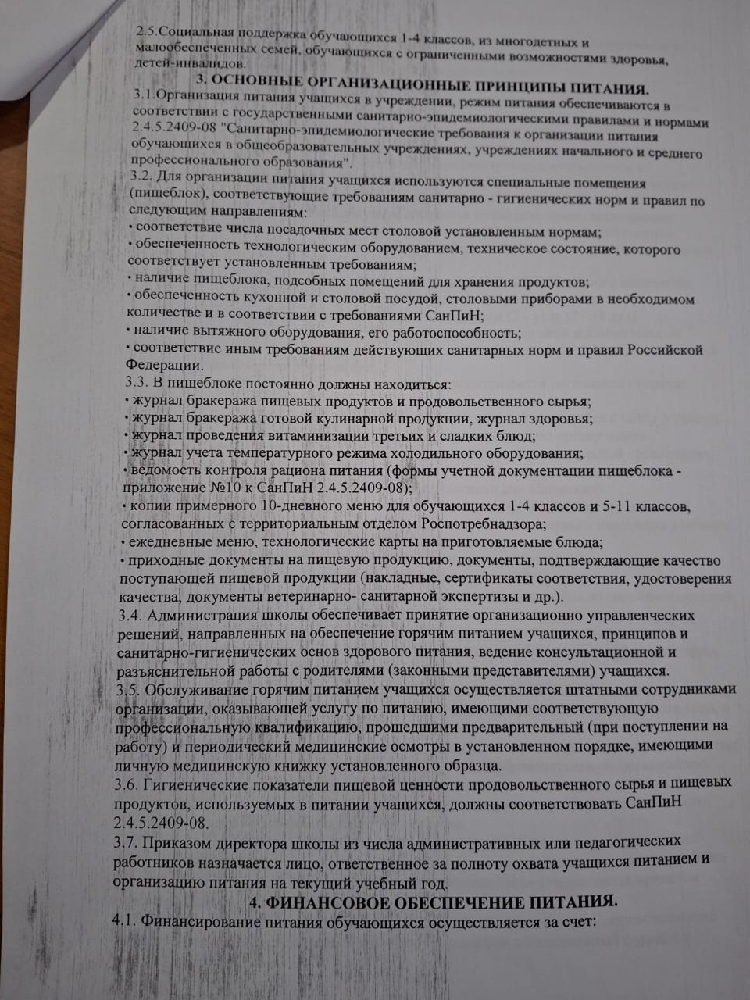 2.5.Социальная поддержка обучающихся 1-4 классов, из многодетных и
малообеспеченных семей, обучающихся с ограниченными возможностями здоровья,
детей-инвалидов.
3. ОСНОВНЫЕ ОРГАНИЗАЦИОННЫЕ ПРИНЦИПЫ ПИТАНИЯ.
3.1.Организация питания учащихся в учреждении, режим питания обеспечиваются в
соответствии с государственными санитарно-эпидемиологическими правилами и нормами
2.4.5.2409-08 "Санитарно-эпидемиологические требования к организации питания
обучающихся в общеобразовательных учреждениях, учреждениях начального и среднего
профессионального образования".
3.2. Для организации питания учащихся используются специальные помещения
(пищеблок), соответствующие требованиям санитарно - гигиенических норм и правил по
следующим направлениям:
• соответствие числа посадочных мест столовой установленным нормам;
• обеспеченность технологическим оборудованием, техническое состояние, которого
соответствует установленным требованиям;
• наличие пищеблока, подсобных помещений для хранения продуктов;
• обеспеченность кухонной и столовой посудой, столовыми приборами в необходимом
количестве и в соответствии с требованиями СанПиН;
• наличие вытяжного оборудования, его работоспособность;
• соответствие иным требованиям действующих санитарных норм и правил Российской
Федерации.
3.3. В пищеблоке постоянно должны находиться:
• журнал бракеража пищевых продуктов и продовольственного сырья;
• журнал бракеража готовой кулинарной продукции, журнал здоровья;
• журнал проведения витаминизации третьих и сладких блюд;
• журнал учета температурного режима холодильного оборудования;
• ведомость контроля рациона питания (формы учетной документации пищеблока -
приложение №10 к СанПиН 2.4.5.2409-08);
• копии примерного 10-дневного меню для обучающихся 1-4 классов и 5-11 классов,
согласованных с территориальным отделом Роспотребнадзора;
• ежедневные меню, технологические карты на приготовляемые блюда;
• приходные документы на пищевую продукцию, документы, подтверждающие качество
поступающей пищевой продукции (накладные, сертификаты соответствия, удостоверения
качества, документы ветеринарно- санитарной экспертизы и др.).
3.4. Администрация школы обеспечивает принятие организационно управленческих
решений, направленных на обеспечение горячим питанием учащихся, принципов и
санитарно-гигиенических основ здорового питания, ведение консультационной и
разъяснительной работы с родителями (законными представителями) учащихся.
3.5. Обслуживание горячим питанием учащихся осуществляется штатными сотрудниками
организации, оказывающей услугу по питанию, имеющими соответствующую
профессиональную квалификацию, прошедшими предварительный (при поступлении на
работу) и периодический медицинские осмотры в установленном порядке, имеющими
личную медицинскую книжку установленного образца.
3.6. Гигиенические показатели пищевой ценности продовольственного сырья и пищевых
продуктов, используемых в питании учащихся, должны соответствовать СанПиН
2.4.5.2409-08.
3.7. Приказом директора школы из числа административных или педагогических
работников назначается лицо, ответственное за полноту охвата учащихся питанием и
организацию питания на текущий учебный год.
4. ФИНАНСОВОЕ ОБЕСПЕЧЕНИЕ ПИТАНИЯ.
4.1. Финансирование питания обучающихся осуществляется за счет: